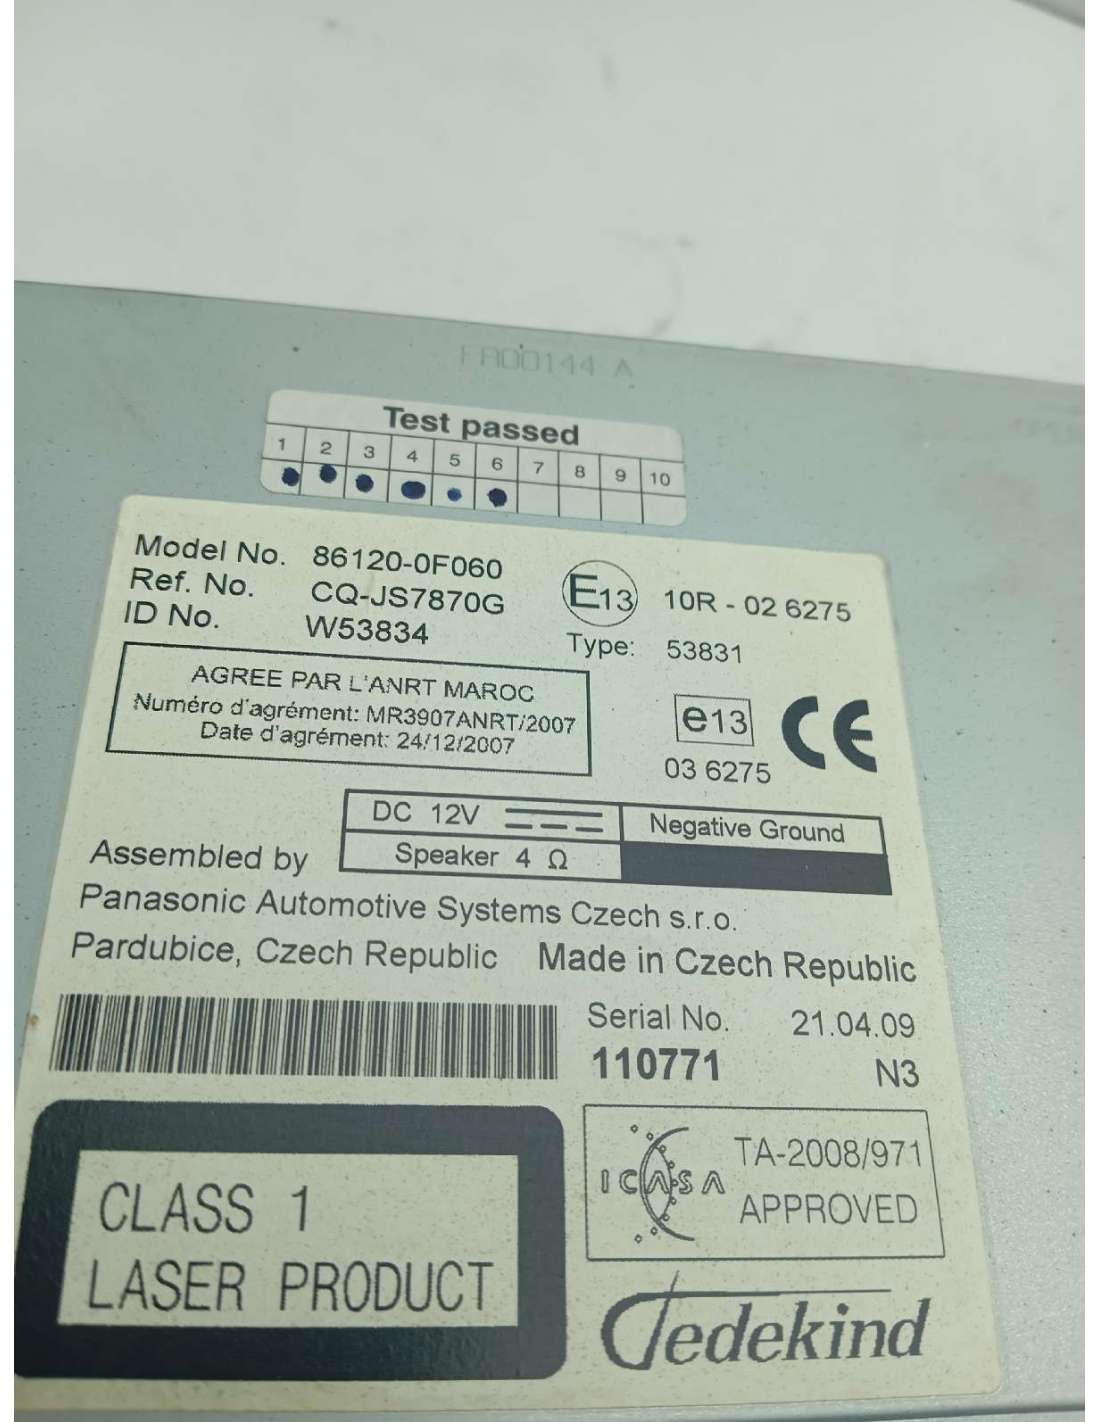 FA00144 A
Test passed
1 2 3 4 5 6 7 8 9 10
Model No. 86120-0F060
Ref. No. CQ-JS7870G
ID No. W53834
E13 10R - 02 6275
Type: 53831
AGREE PAR L'ANRT MAROC
Numéro d'agrément: MR3907ANRT/2007
Date d'agrément: 24/12/2007
e13 CE
03 6275
DC 12V Negative Ground
Speaker 4 Ω
Assembled by
Panasonic Automotive Systems Czech s.r.o.
Pardubice, Czech Republic Made in Czech Republic
Serial No. 21.04.09
110771 N3
CLASS 1
LASER PRODUCT
ICASA TA-2008/971
APPROVED
Jedekind